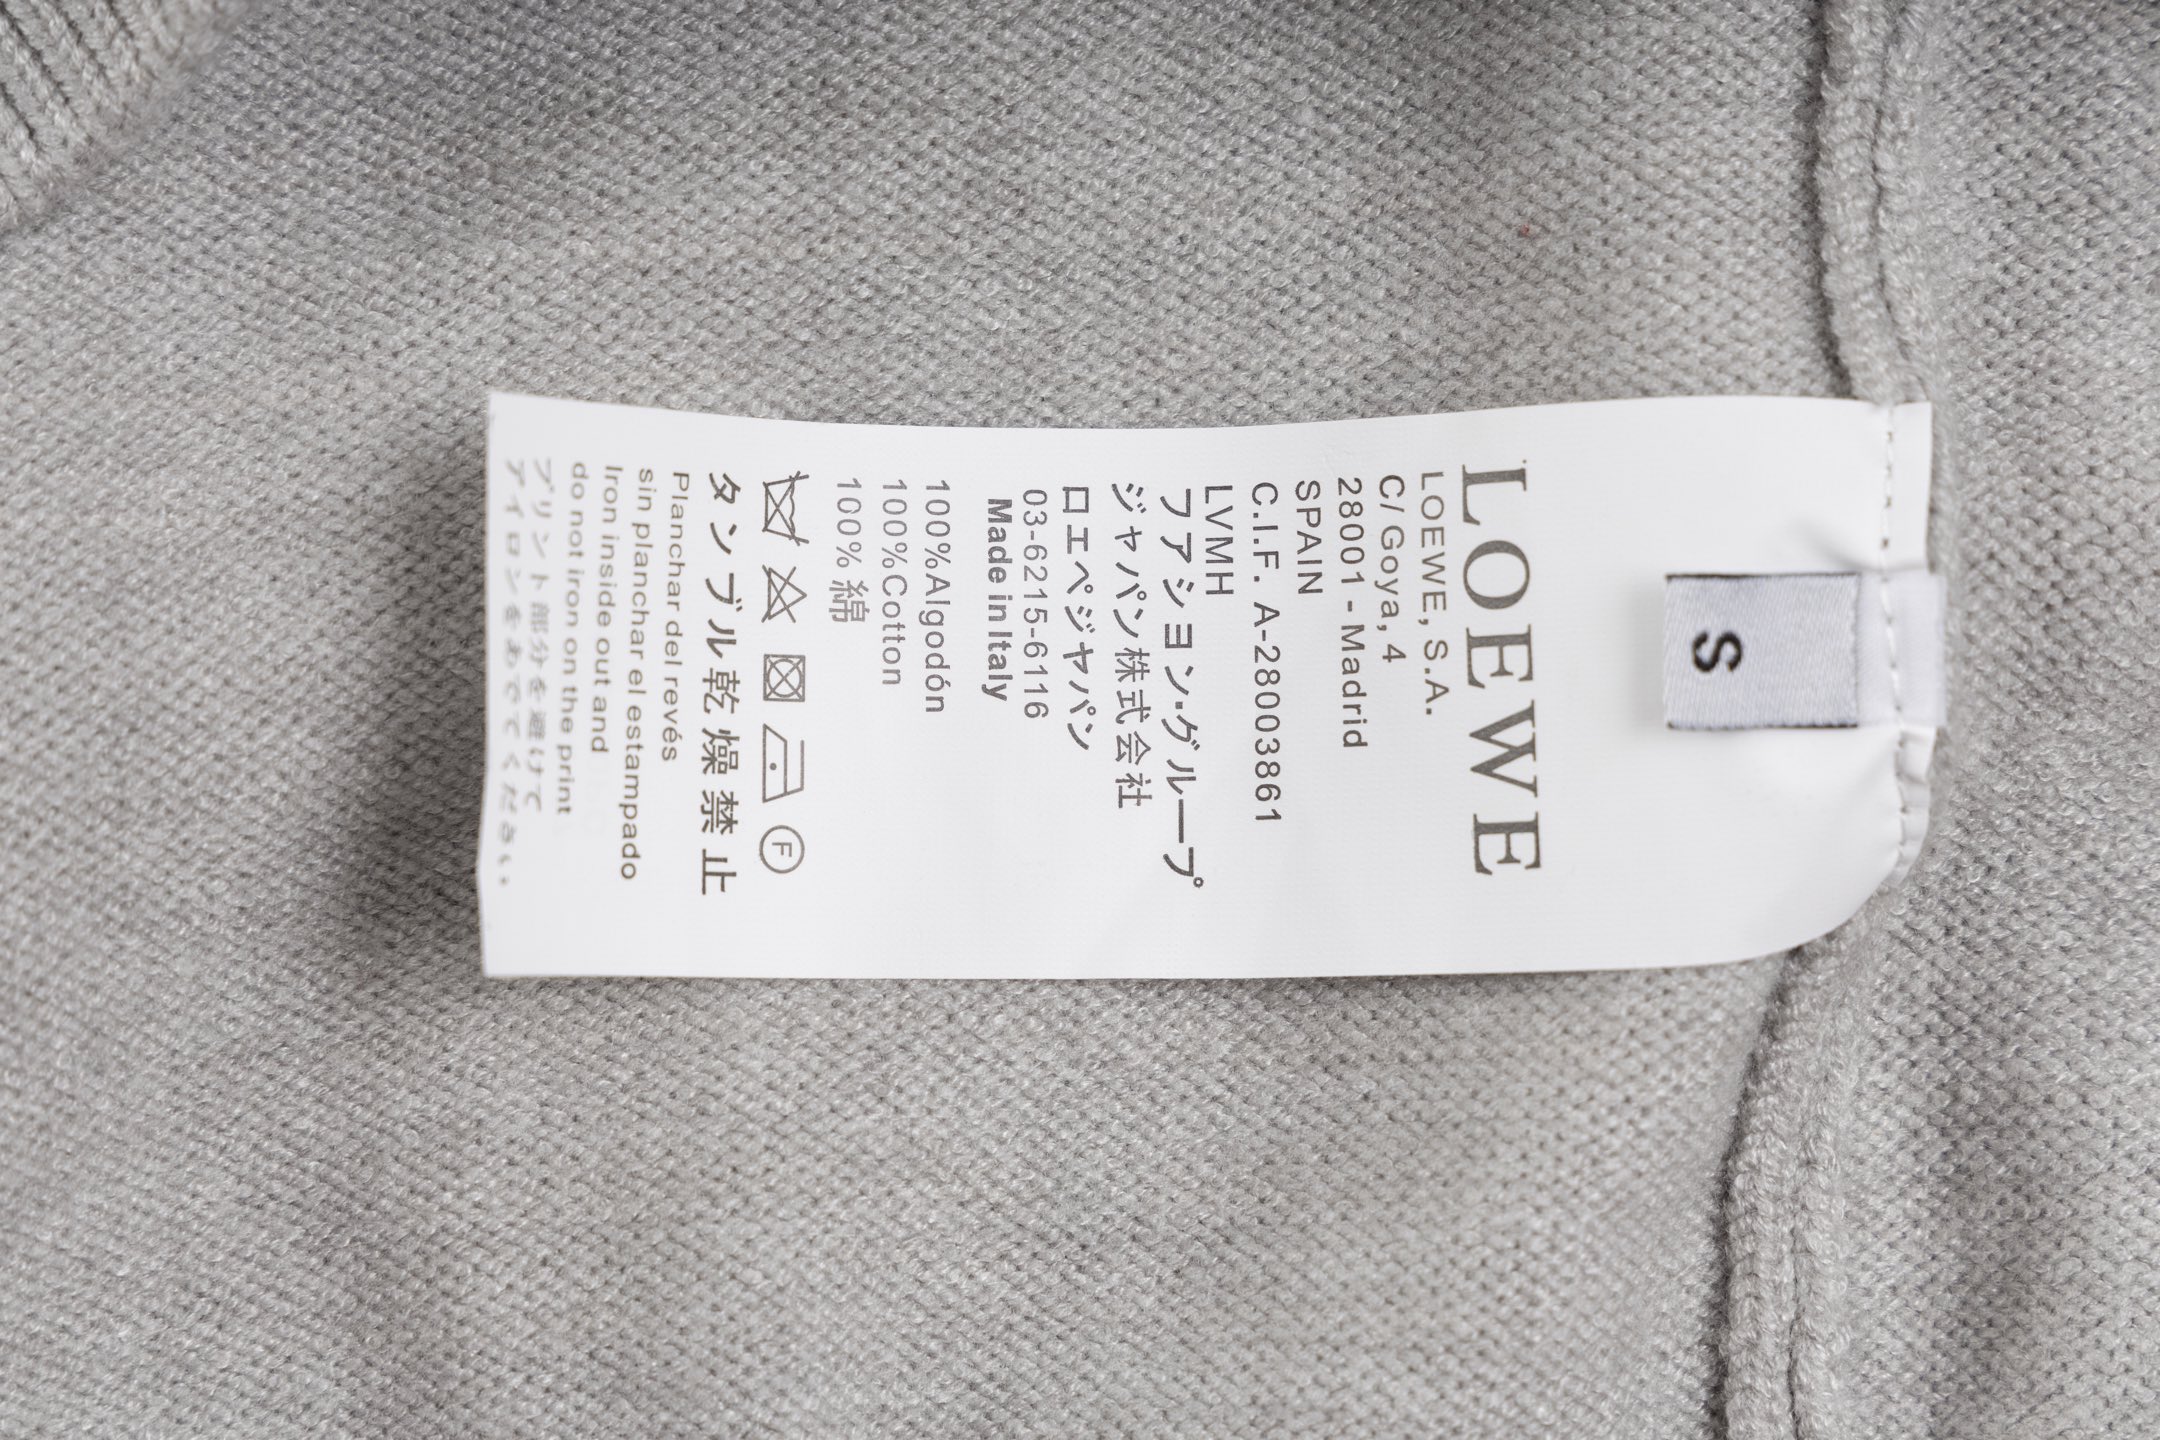 S
LOEWE
LOEWE, S.A.
C/ Goya, 4
28001 - Madrid
SPAIN
C.I.F. A-28003861
LVMH
ファション·グループ
ジャパン株式会社
ロエペジャパン
03-6215-6116
Made in Italy
100%Algodón
100%Cotton
100% 綿
F
タンブル乾燥禁止
Planchar del revés
sin planchar el estampado
Iron inside out and
do not iron on the print
プリント部分を避けて
アイロンをあでてください。